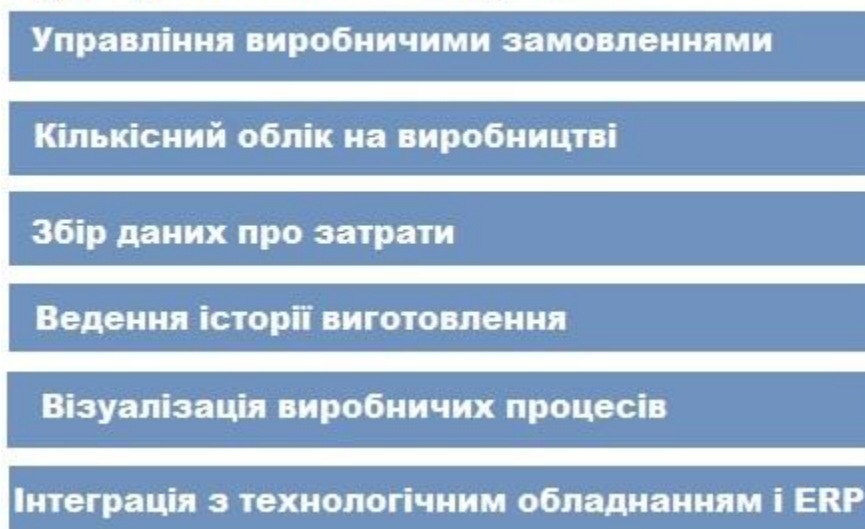 Управління виробничими замовленнями
Кількісний облік на виробництві
Збір даних про затрати
Ведення історії виготовлення
Візуалізація виробничих процесів
Інтеграція з технологічним обладнанням і ERP